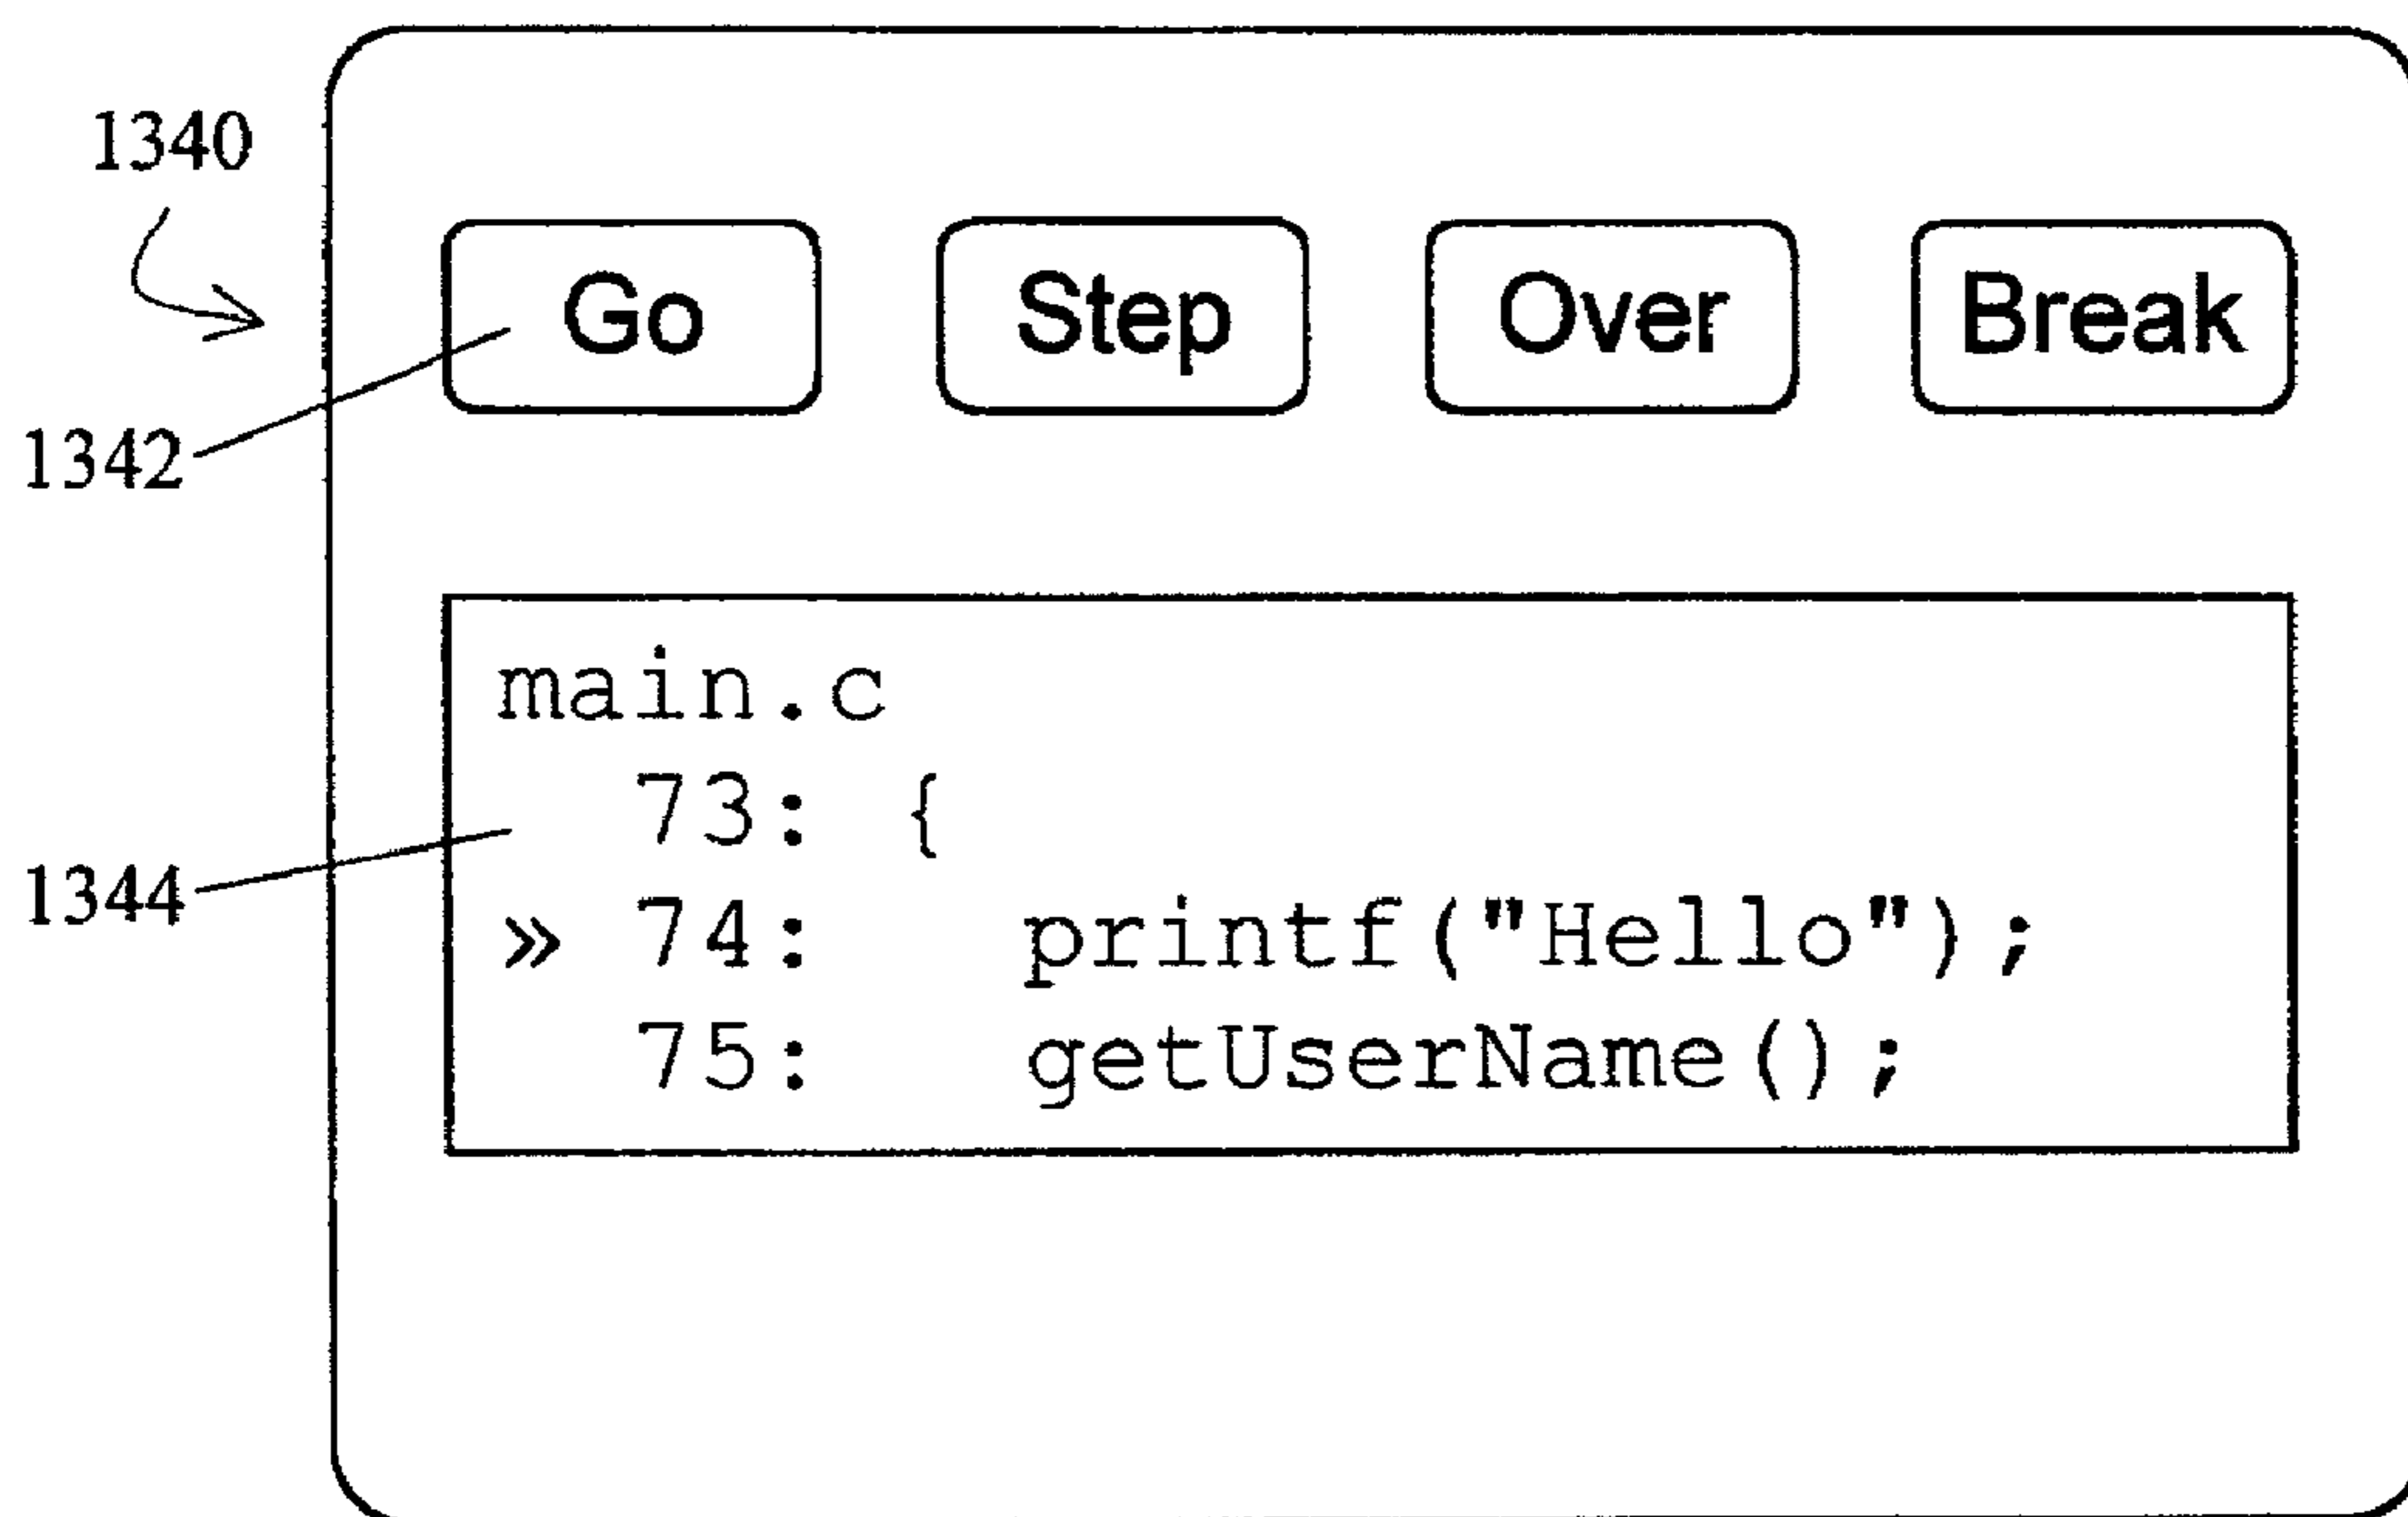 1340
Go Step Over Break
1342
main.c
73: {
1344
» 74: printf("Hello");
75: getUserName();